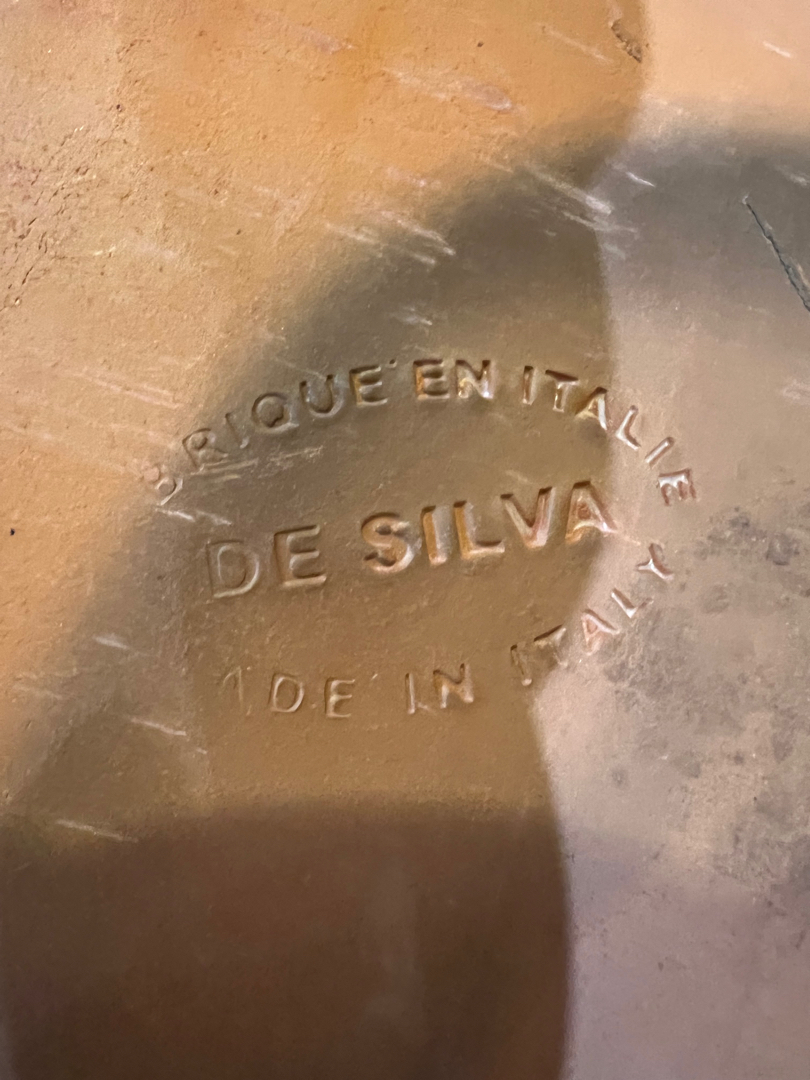 BRIQUE EN ITALIE
DE SILVA
DE IN ITALY